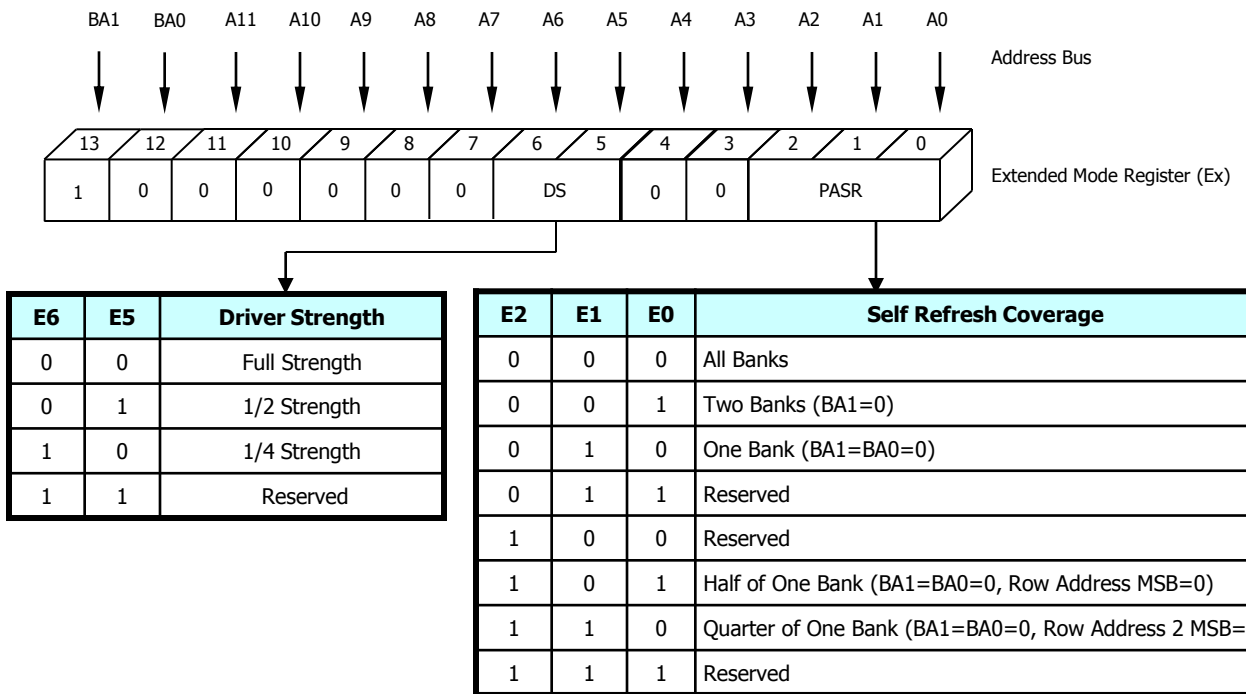 BA1 BA0 A11 A10 A9 A8 A7 A6 A5 A4 A3 A2 A1 A0
Address Bus
13 12 11 10 9 8 7 6 5 4 3 2 1 0
1 0 0 0 0 0 0 DS 0 0 PASR
Extended Mode Register (Ex)
E6 E5 Driver Strength
0 0 Full Strength
0 1 1/2 Strength
1 0 1/4 Strength
1 1 Reserved
E2 E1 E0 Self Refresh Coverage
0 0 0 All Banks
0 0 1 Two Banks (BA1=0)
0 1 0 One Bank (BA1=BA0=0)
0 1 1 Reserved
1 0 0 Reserved
1 0 1 Half of One Bank (BA1=BA0=0, Row Address MSB=0)
1 1 0 Quarter of One Bank (BA1=BA0=0, Row Address 2 MSB=
1 1 1 Reserved